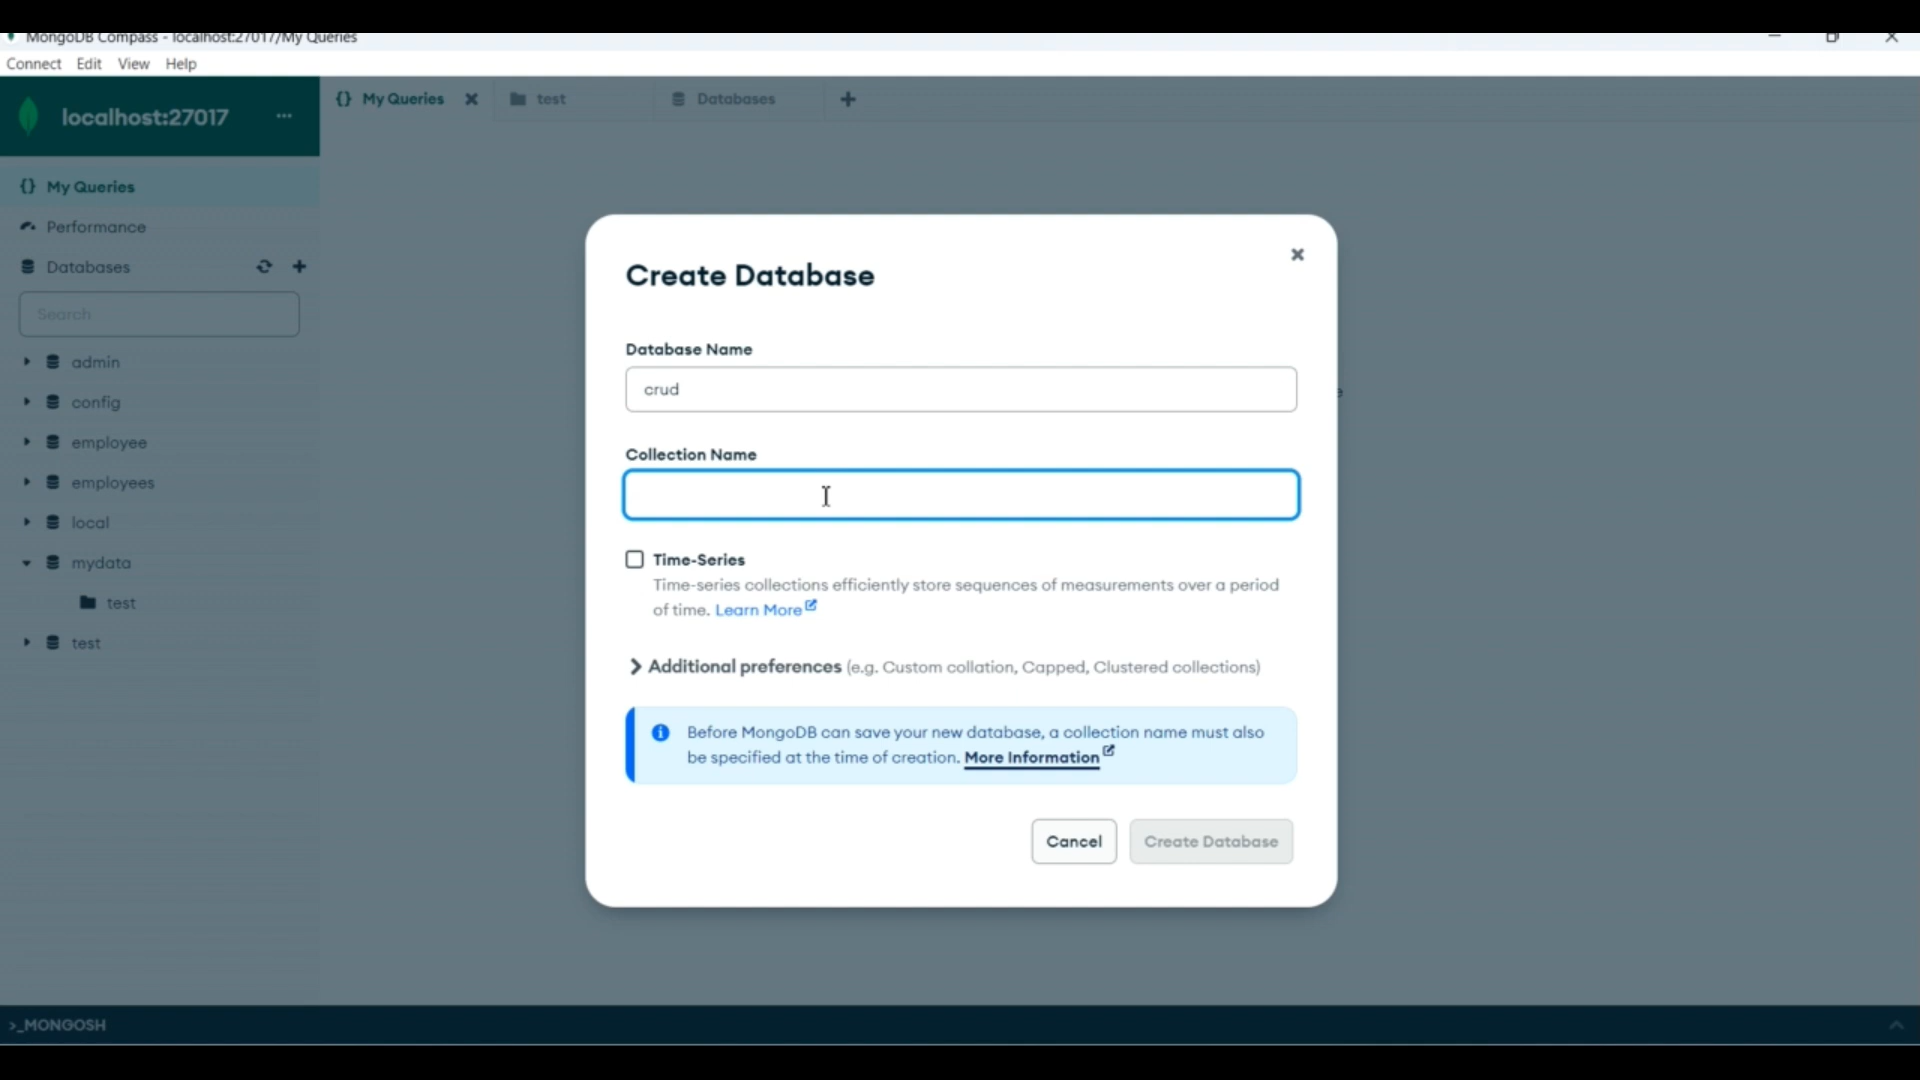 MongoDB Compass - localhost:27017/My Queries
Connect Edit View Help
localhost:27017 ...
{} My Queries
Performance
Databases
Search
admin
config
employee
employees
local
mydata
test
test
{} My Queries
test
Databases
Create Database
Database Name
crud
Collection Name
Time-Series
Time-series collections efficiently store sequences of measurements over a period
of time. Learn More
Additional preferences (e.g. Custom collation, Capped, Clustered collections)
Before MongoDB can save your new database, a collection name must also
be specified at the time of creation. More Information
Cancel Create Database
>_MONGOSH